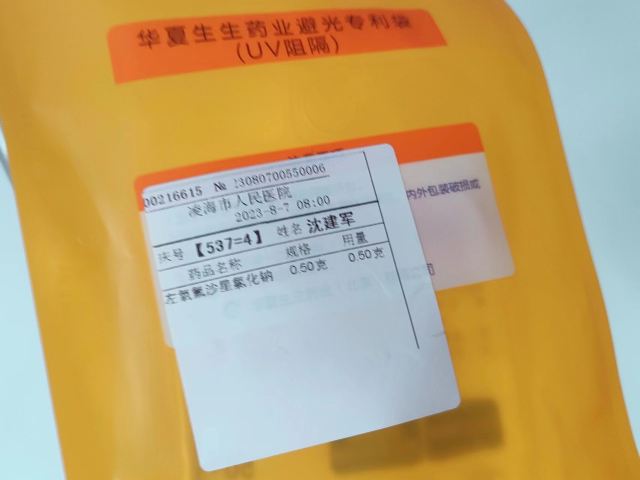 华夏生生药业避光专利袋
(UV阻隔)
内外包装破损或
00216615 № 13080700550006
凌海市人民医院
2023-8-7 08:00
床号 【537=4】 姓名 沈建军
药品名称 规格 用量
左氧氟沙星氯化钠 0.50克 0.50克